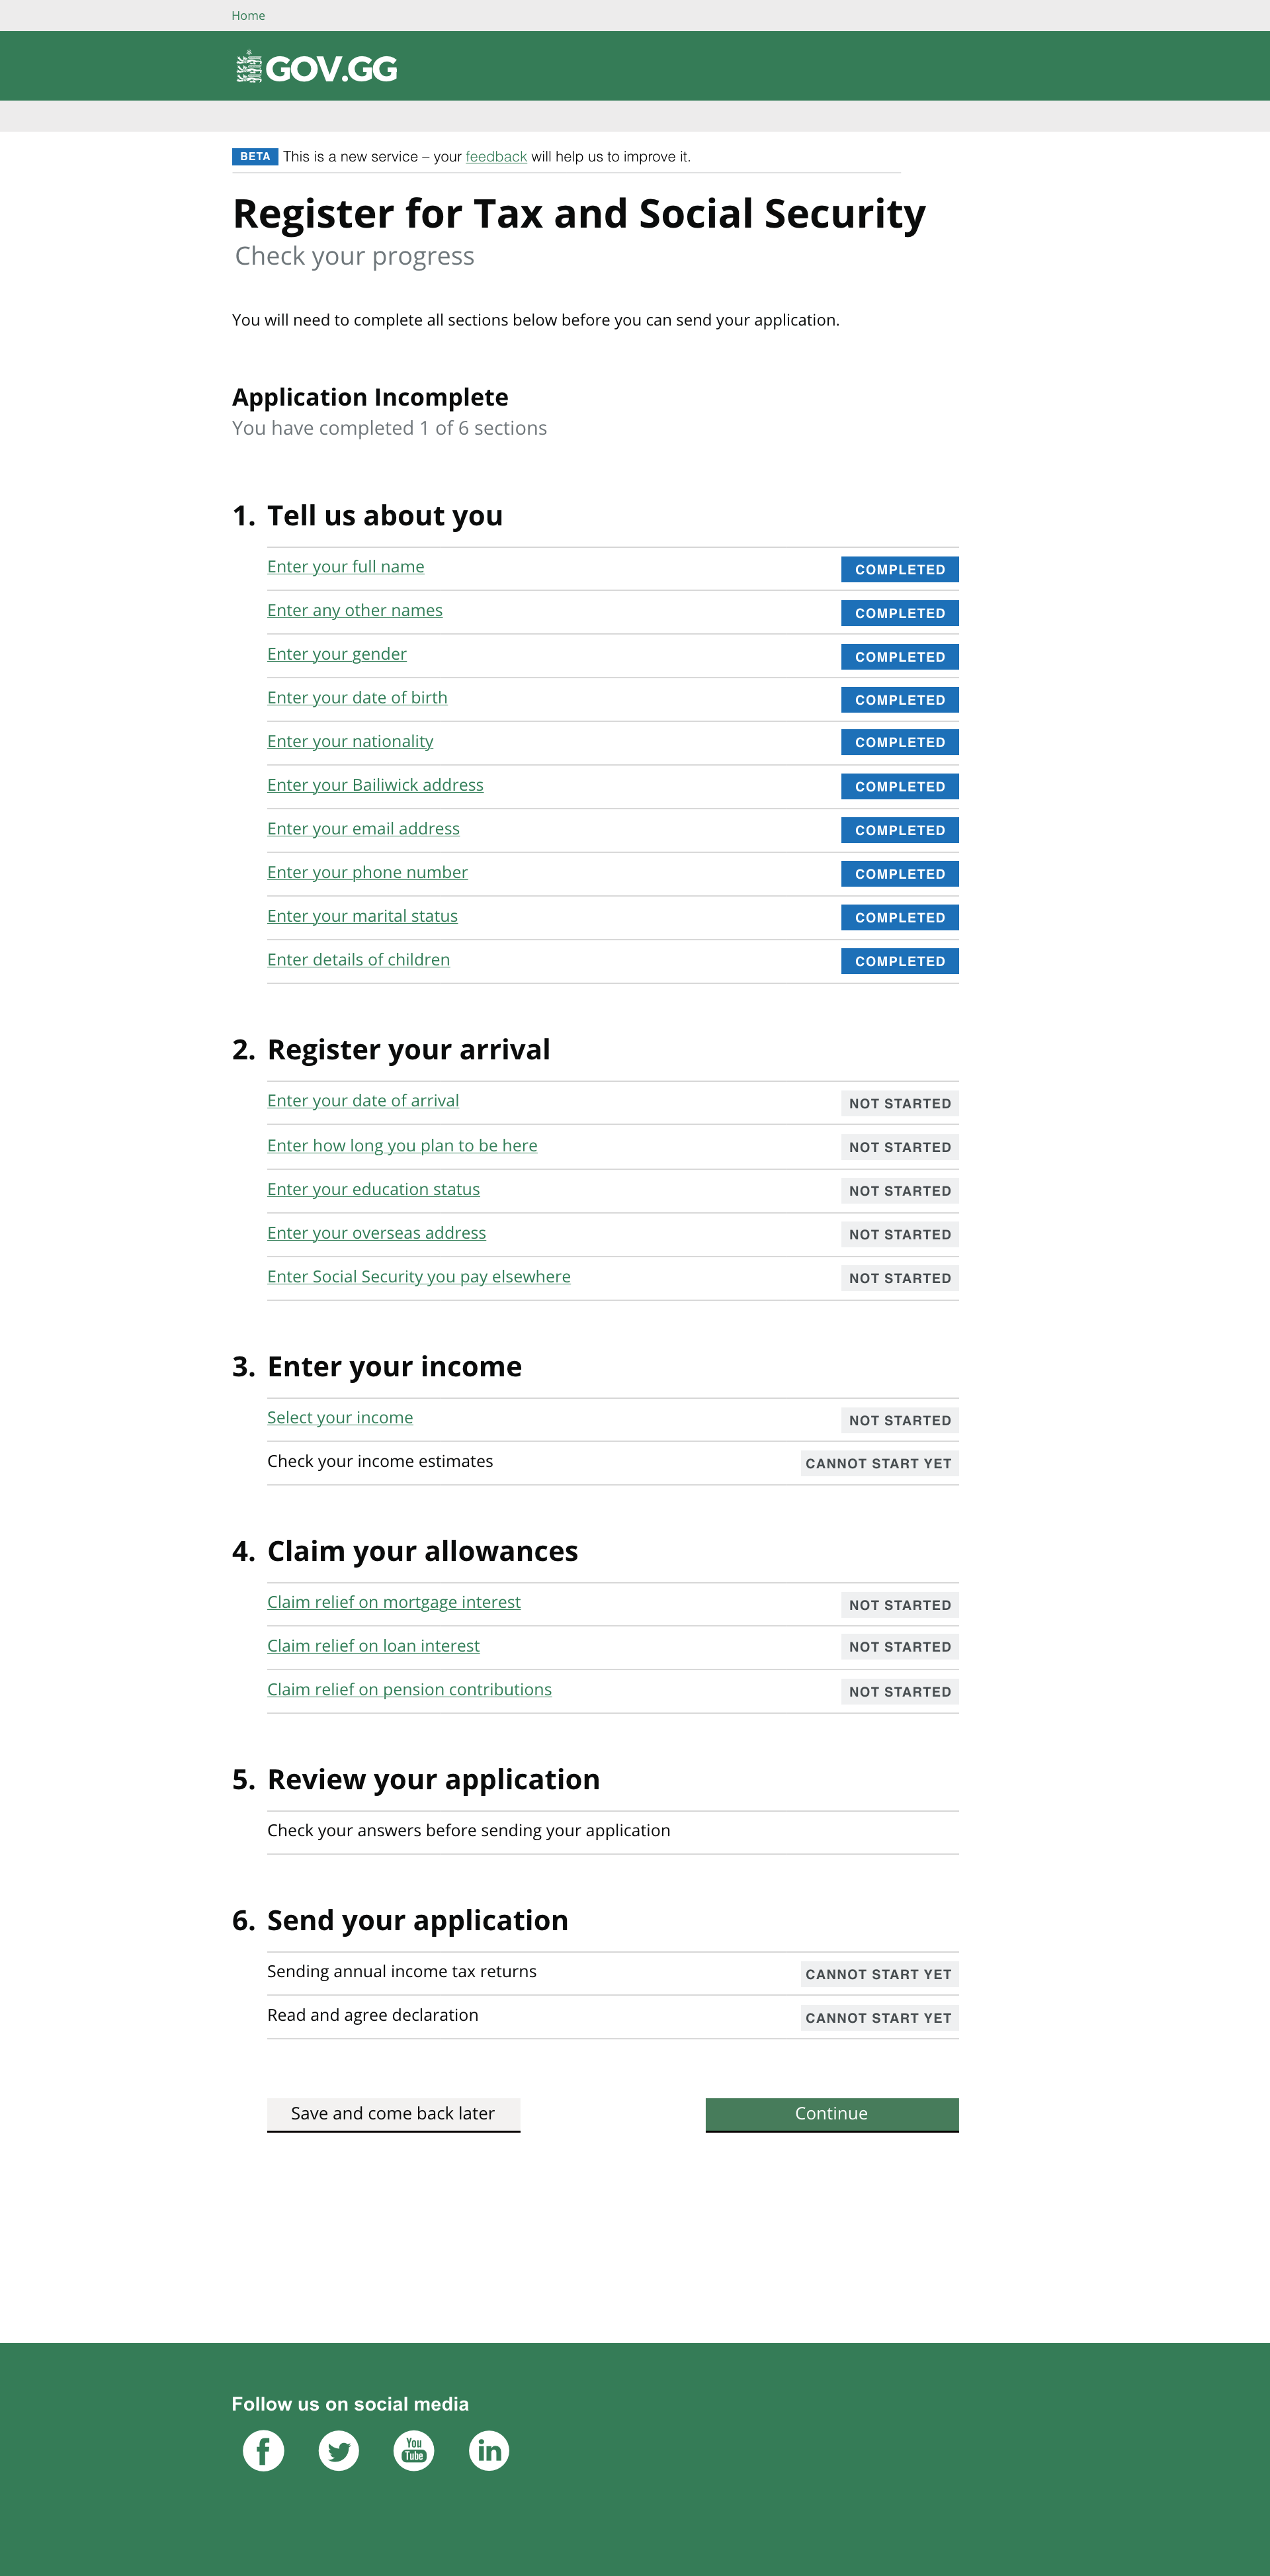 Home
GOV.GG
BETA This is a new service – your feedback will help us to improve it.
Register for Tax and Social Security
Check your progress
You will need to complete all sections below before you can send your application.
Application Incomplete
You have completed 1 of 6 sections
1. Tell us about you
Enter your full name COMPLETED
Enter any other names COMPLETED
Enter your gender COMPLETED
Enter your date of birth COMPLETED
Enter your nationality COMPLETED
Enter your Bailiwick address COMPLETED
Enter your email address COMPLETED
Enter your phone number COMPLETED
Enter your marital status COMPLETED
Enter details of children COMPLETED
2. Register your arrival
Enter your date of arrival NOT STARTED
Enter how long you plan to be here NOT STARTED
Enter your education status NOT STARTED
Enter your overseas address NOT STARTED
Enter Social Security you pay elsewhere NOT STARTED
3. Enter your income
Select your income NOT STARTED
Check your income estimates CANNOT START YET
4. Claim your allowances
Claim relief on mortgage interest NOT STARTED
Claim relief on loan interest NOT STARTED
Claim relief on pension contributions NOT STARTED
5. Review your application
Check your answers before sending your application
6. Send your application
Sending annual income tax returns CANNOT START YET
Read and agree declaration CANNOT START YET
Save and come back later Continue
Follow us on social media
f You Tube in